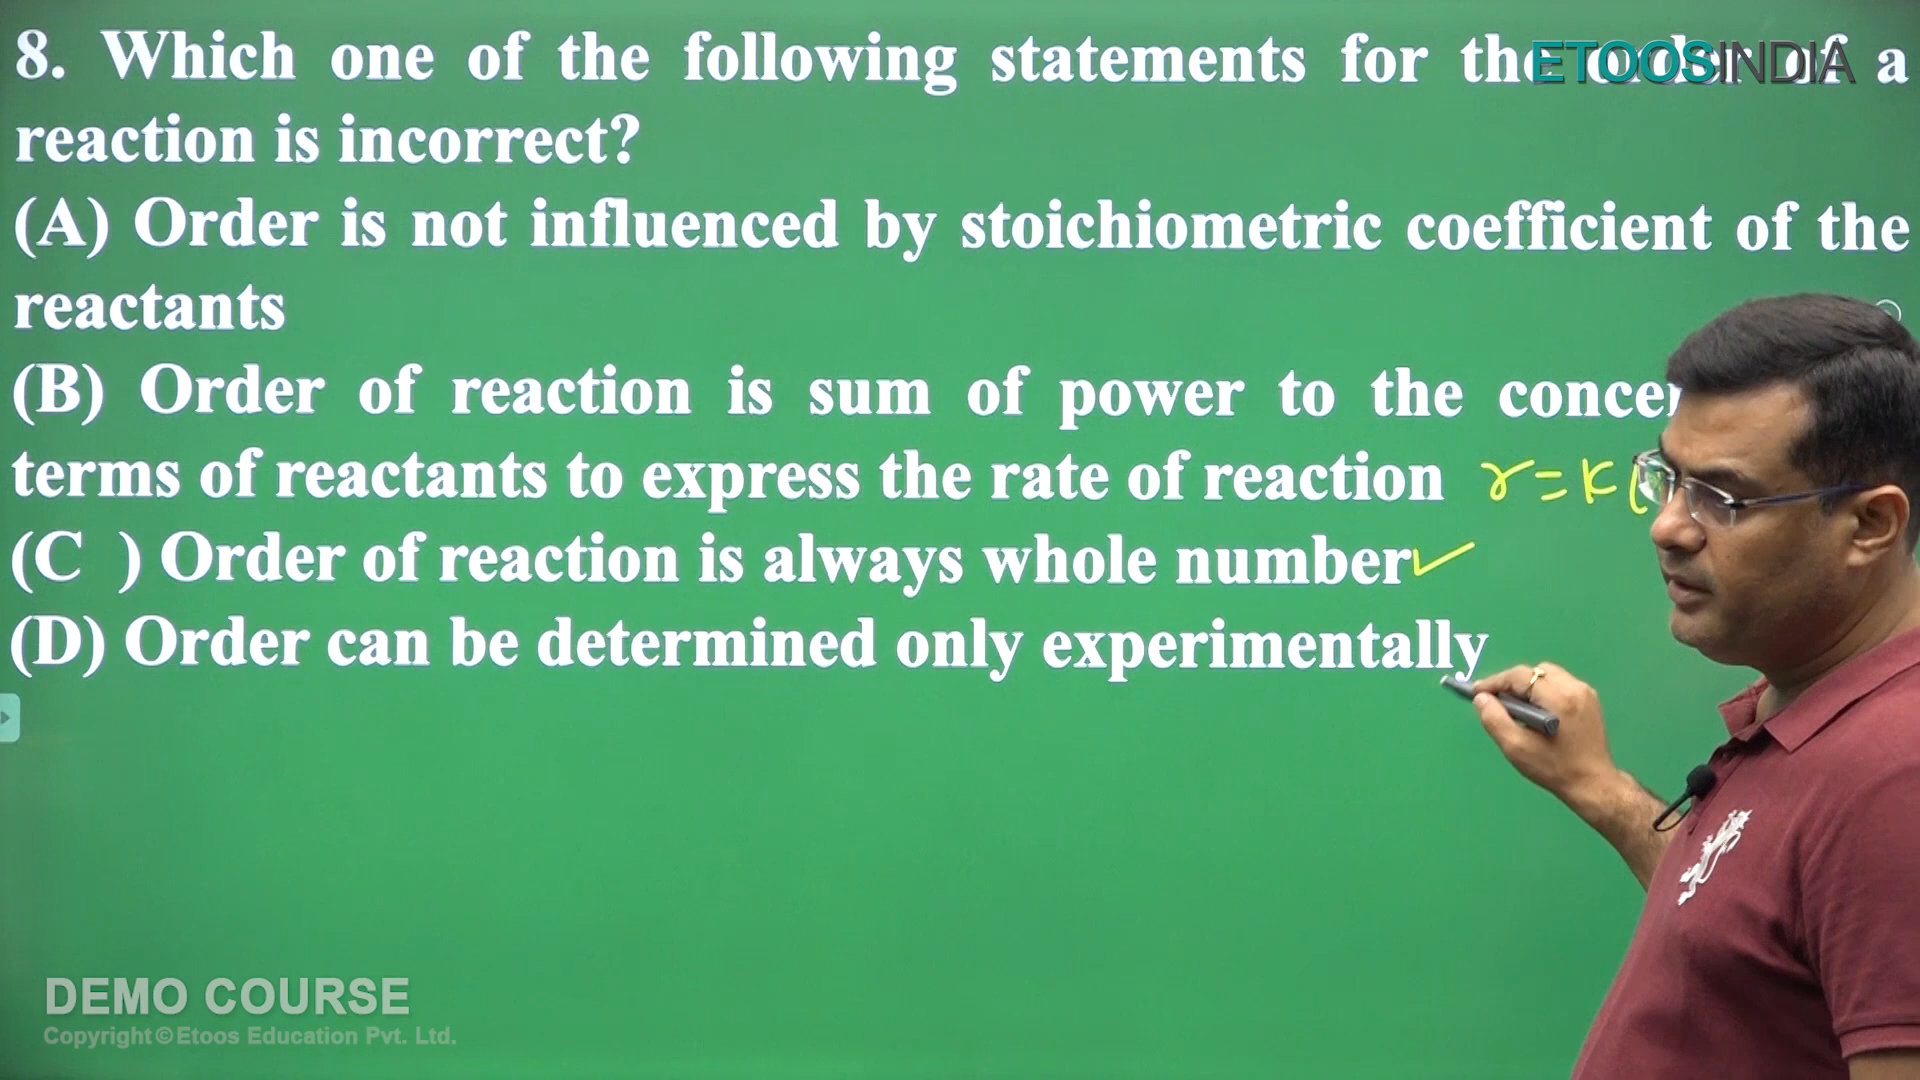 8. Which one of the following statements for the order of a
reaction is incorrect?
(A) Order is not influenced by stoichiometric coefficient of the
reactants
(B) Order of reaction is sum of power to the
terms of reactants to express the rate of reaction r = K (
(C ) Order of reaction is always whole number
(D) Order can be determined only experimentally
ETOOSINDIA
DEMO COURSE
Copyright©Etoos Education Pvt. Ltd.